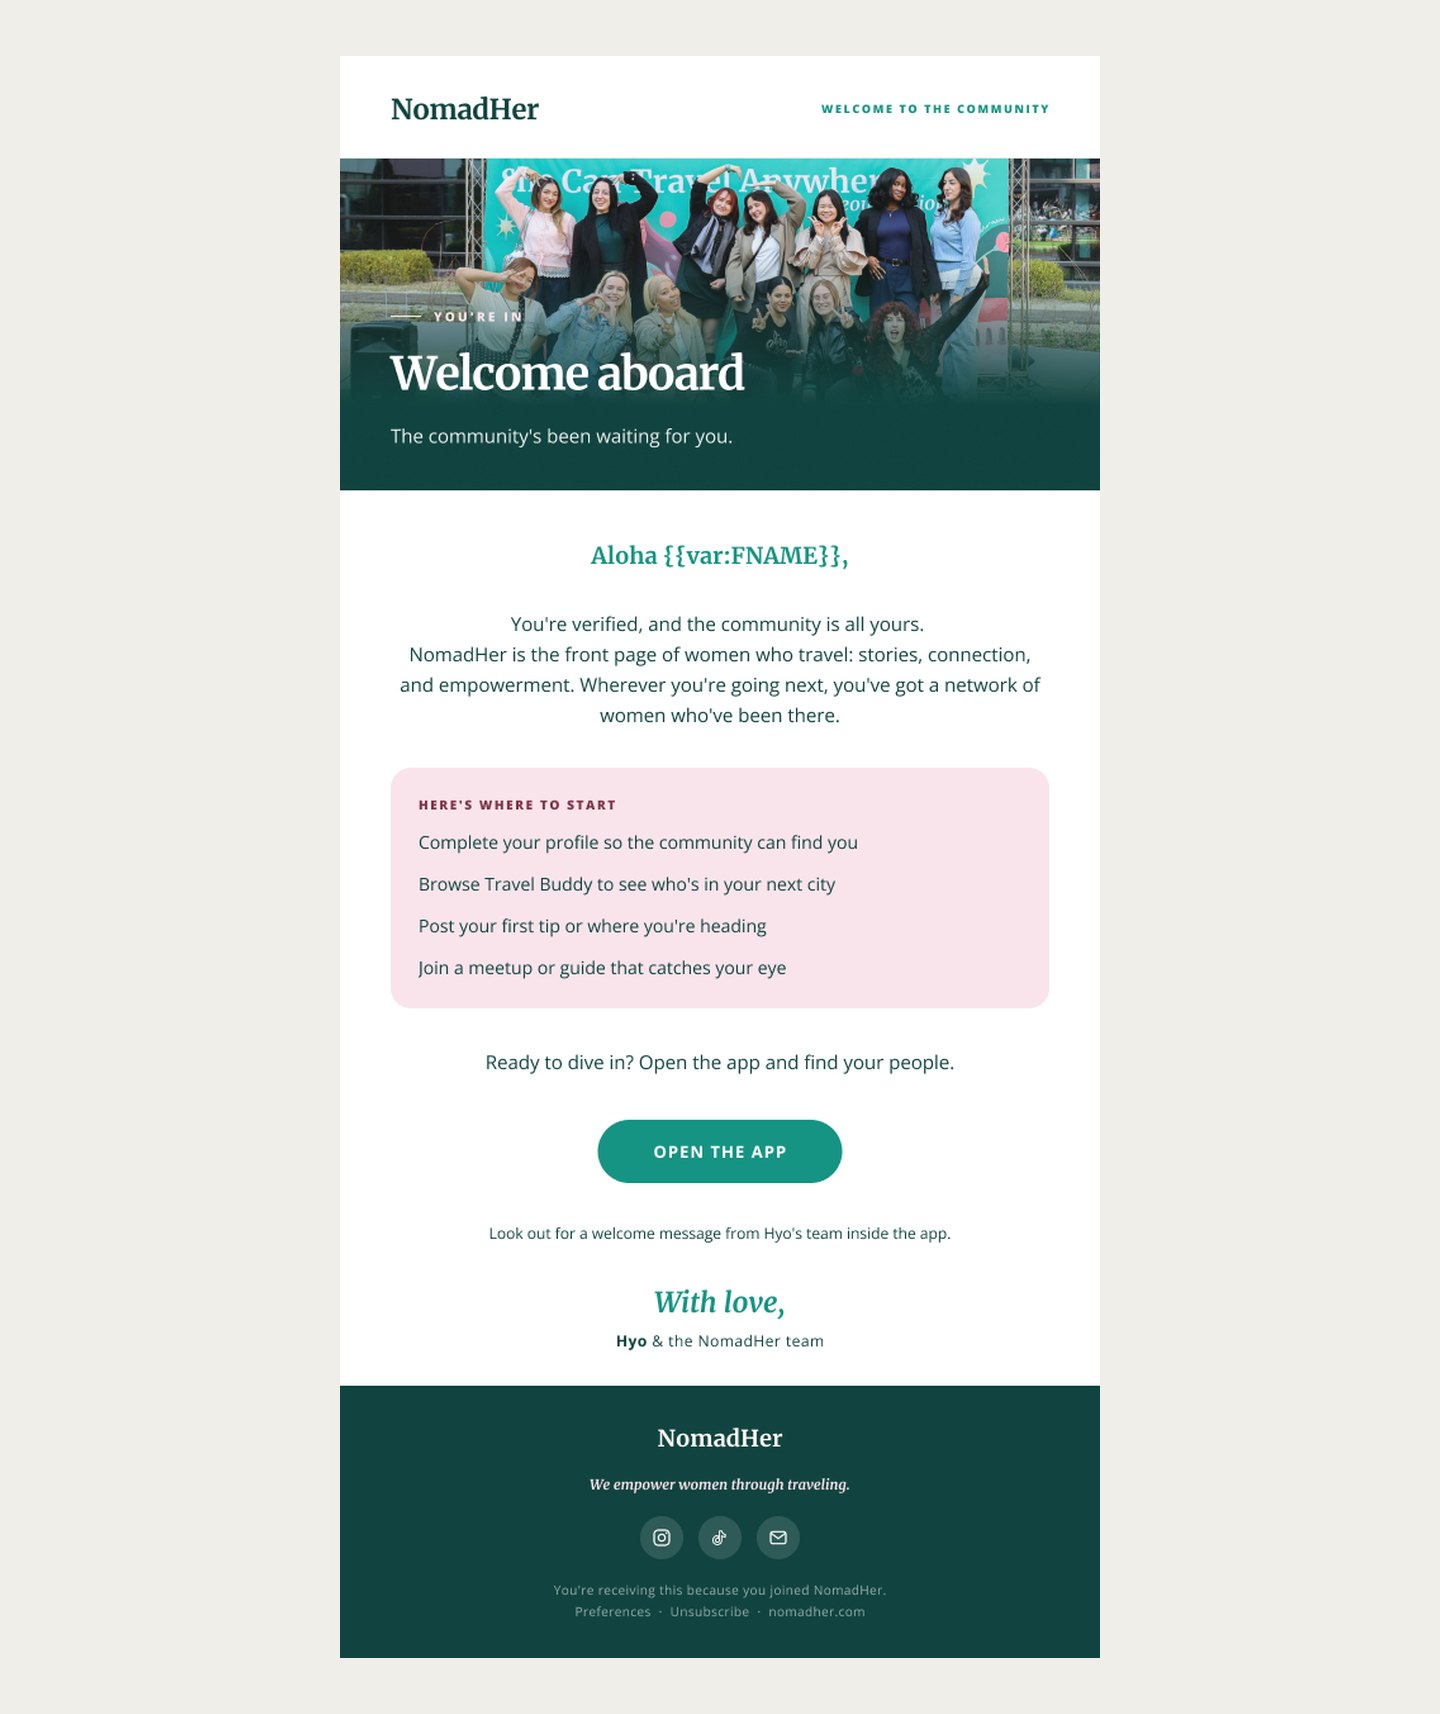 NomadHer
WELCOME TO THE COMMUNITY
Can Travel
YOU'RE IN
Welcome aboard
The community's been waiting for you.
Aloha {{var:FNAME}},
You're verified, and the community is all yours.
NomadHer is the front page of women who travel: stories, connection,
and empowerment. Wherever you're going next, you've got a network of
women who've been there.
HERE'S WHERE TO START
Complete your profile so the community can find you
Browse Travel Buddy to see who's in your next city
Post your first tip or where you're heading
Join a meetup or guide that catches your eye
Ready to dive in? Open the app and find your people.
OPEN THE APP
Look out for a welcome message from Hyo's team inside the app.
With love,
Hyo & the NomadHer team
NomadHer
We empower women through traveling.
You're receiving this because you joined NomadHer.
Preferences · Unsubscribe · nomadher.com